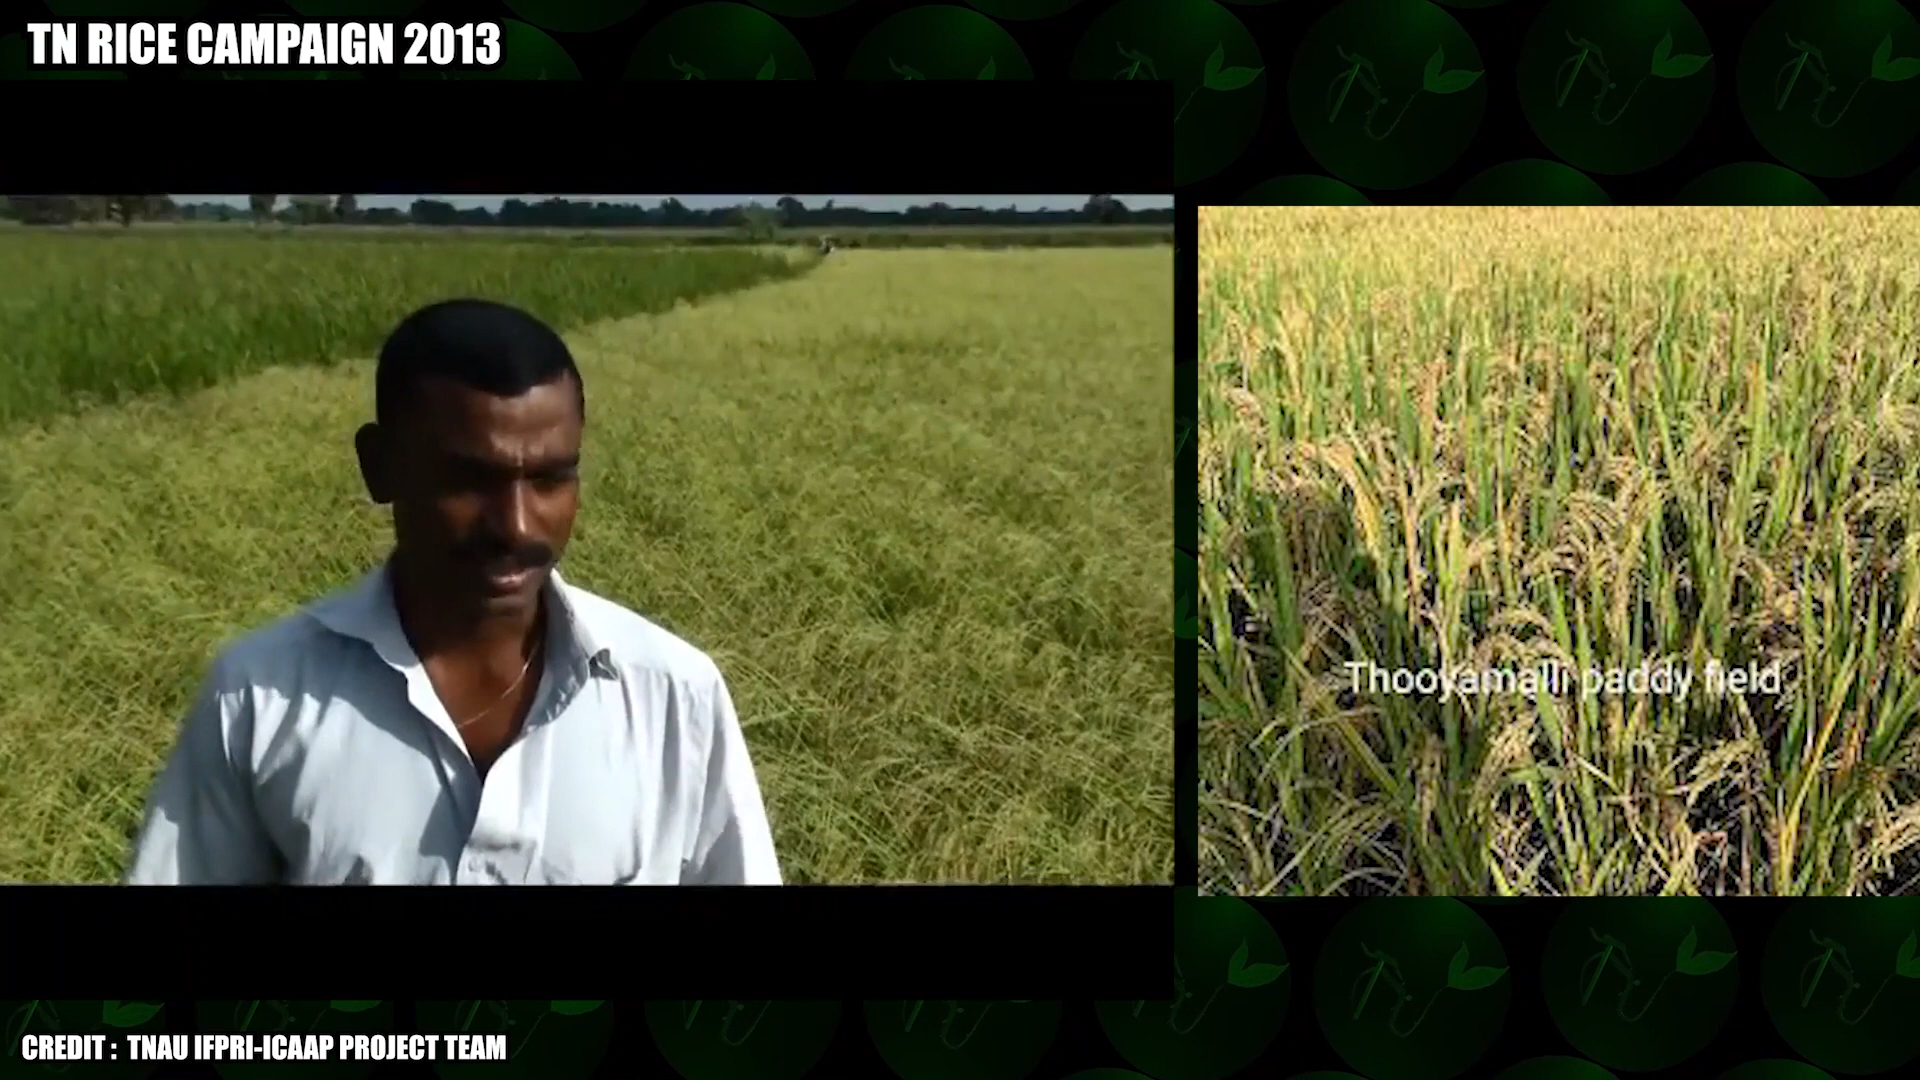 TN RICE CAMPAIGN 2013
Thooyamalli paddy field
CREDIT : TNAU IFPRI-ICAAP PROJECT TEAM